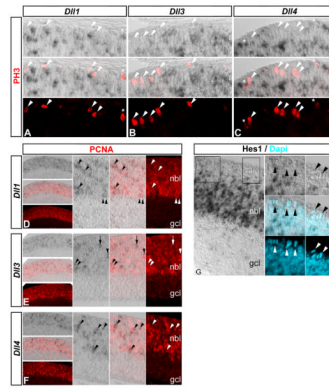 Dll1 Dll3 Dll4
PH3
A B C
*
*
PCNA
Hes1 / Dapi
Dll1
nbl
gcl
D
Dll3
nbl
gcl
E
Dll4
nbl
gcl
F
nbl
gcl
G